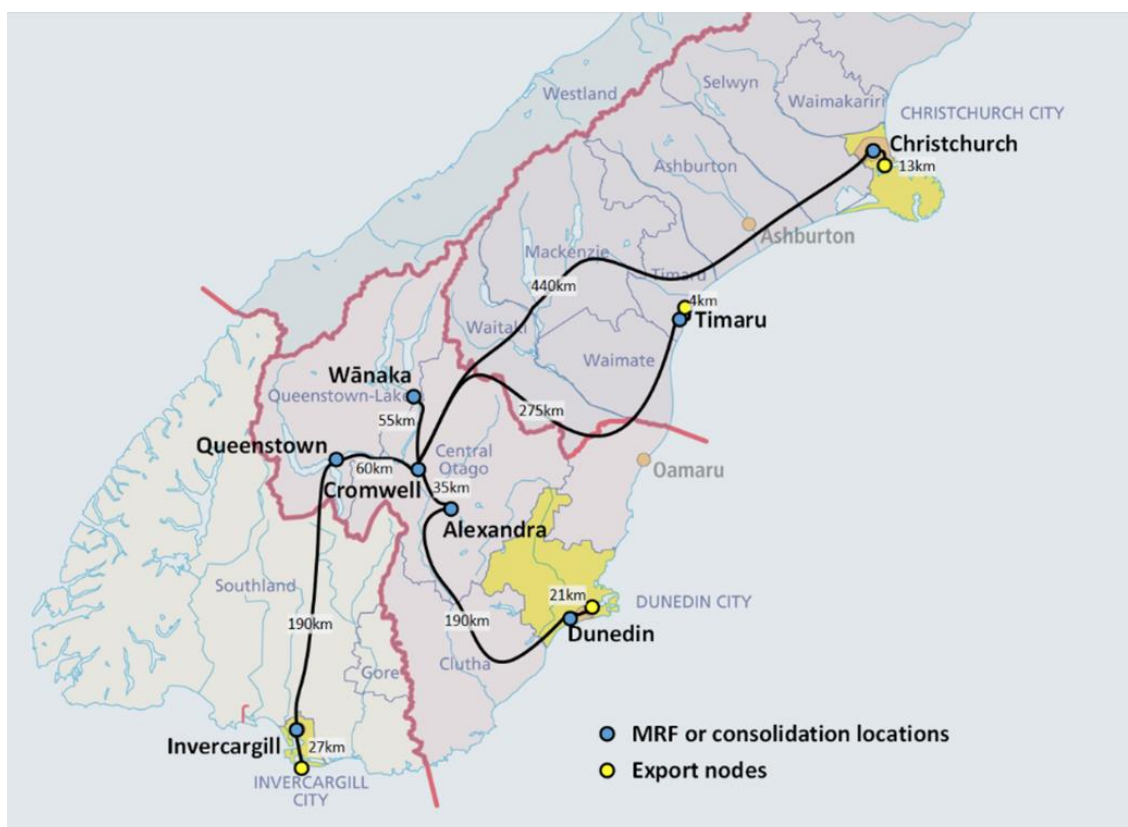 Selwyn
Westland
Waimakariri
CHRISTCHURCH CITY
Christchurch
13km
Ashburton
Ashburton
Mackenzie
Timaru
440km
4km
Timaru
Waitaki
Waimate
Wānaka
Queenstown-Lakes
275km
55km
Queenstown
Central
Otago
60km
Oamaru
Cromwell
35km
Alexandra
Southland
21km
DUNEDIN CITY
190km
190km
Dunedin
Clutha
Gore
Invercargill
27km
INVERCARGILL
CITY
MRF or consolidation locations
Export nodes